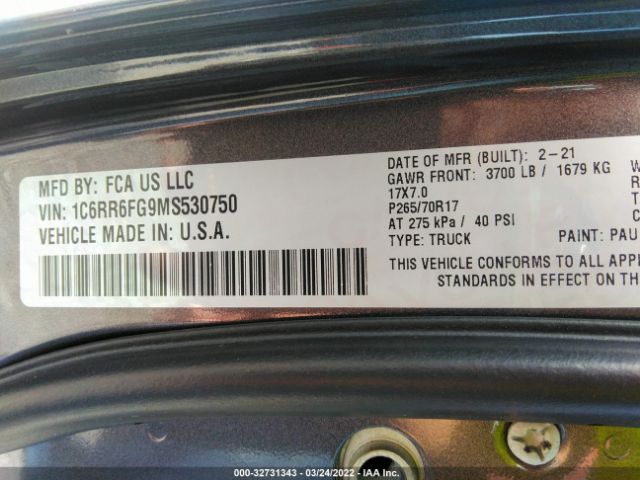 MFD BY: FCA US LLC
VIN: 1C6RR6FG9MS530750
VEHICLE MADE IN: U.S.A.
DATE OF MFR (BUILT): 2-21
GAWR FRONT: 3700 LB / 1679 KG
17X7.0
P265/70R17
AT 275 kPa / 40 PSI
TYPE: TRUCK PAINT: PAU
THIS VEHICLE CONFORMS TO ALL APP
STANDARDS IN EFFECT ON THE
000-32731343 - 03/24/2022 - IAA Inc.